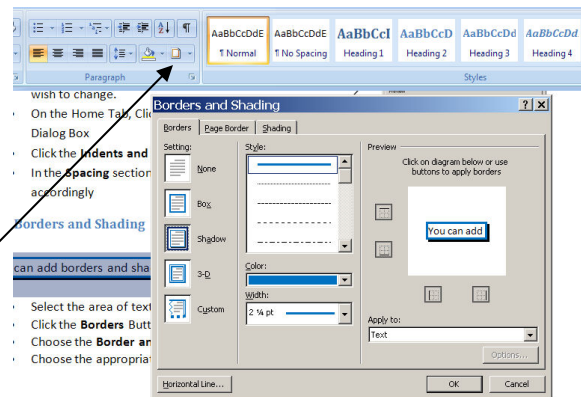 AaBbCcDdE AaBbCcDdE AaBbCcI AaBbCcD AaBbCcDd AaBbCcDd
¶ Normal ¶ No Spacing Heading 1 Heading 2 Heading 3 Heading 4
Paragraph Styles
wish to change.
On the Home Tab, Clic
Dialog Box
Click the Indents and
In the Spacing section
accordingly
Borders and Shading
can add borders and sha
Select the area of text
Click the Borders Butt
Choose the Border an
Choose the appropriat
Borders and Shading
Borders Page Border Shading
Setting:
None
Box
Shadow
3-D
Custom
Style:
Color:
Width:
2 ¼ pt
Preview
Click on diagram below or use
buttons to apply borders
You can add
Apply to:
Text
Options...
Horizontal Line...
OK Cancel